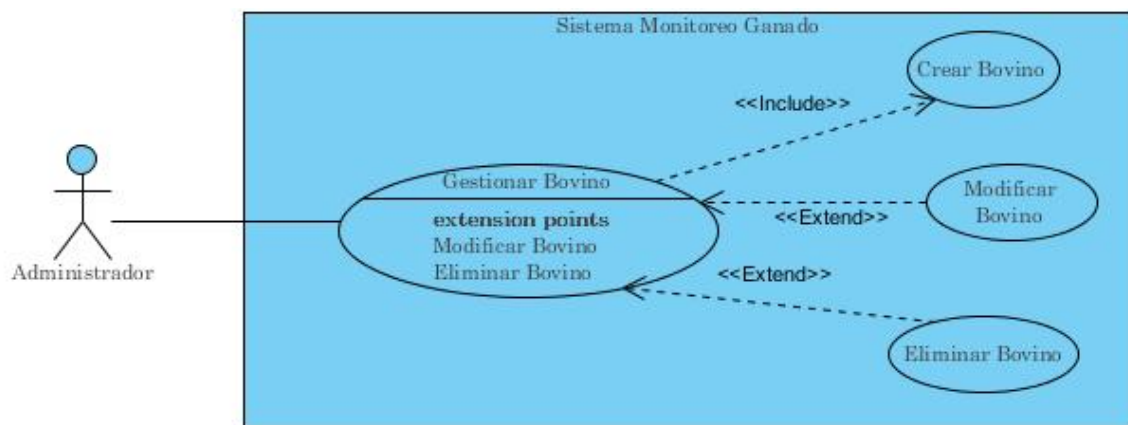 Sistema Monitoreo Ganado
Crear Bovino
<<Include>>
Gestionar Bovino
extension points
Modificar Bovino
Eliminar Bovino
Modificar
Bovino
<<Extend>>
<<Extend>>
Eliminar Bovino
Administrador